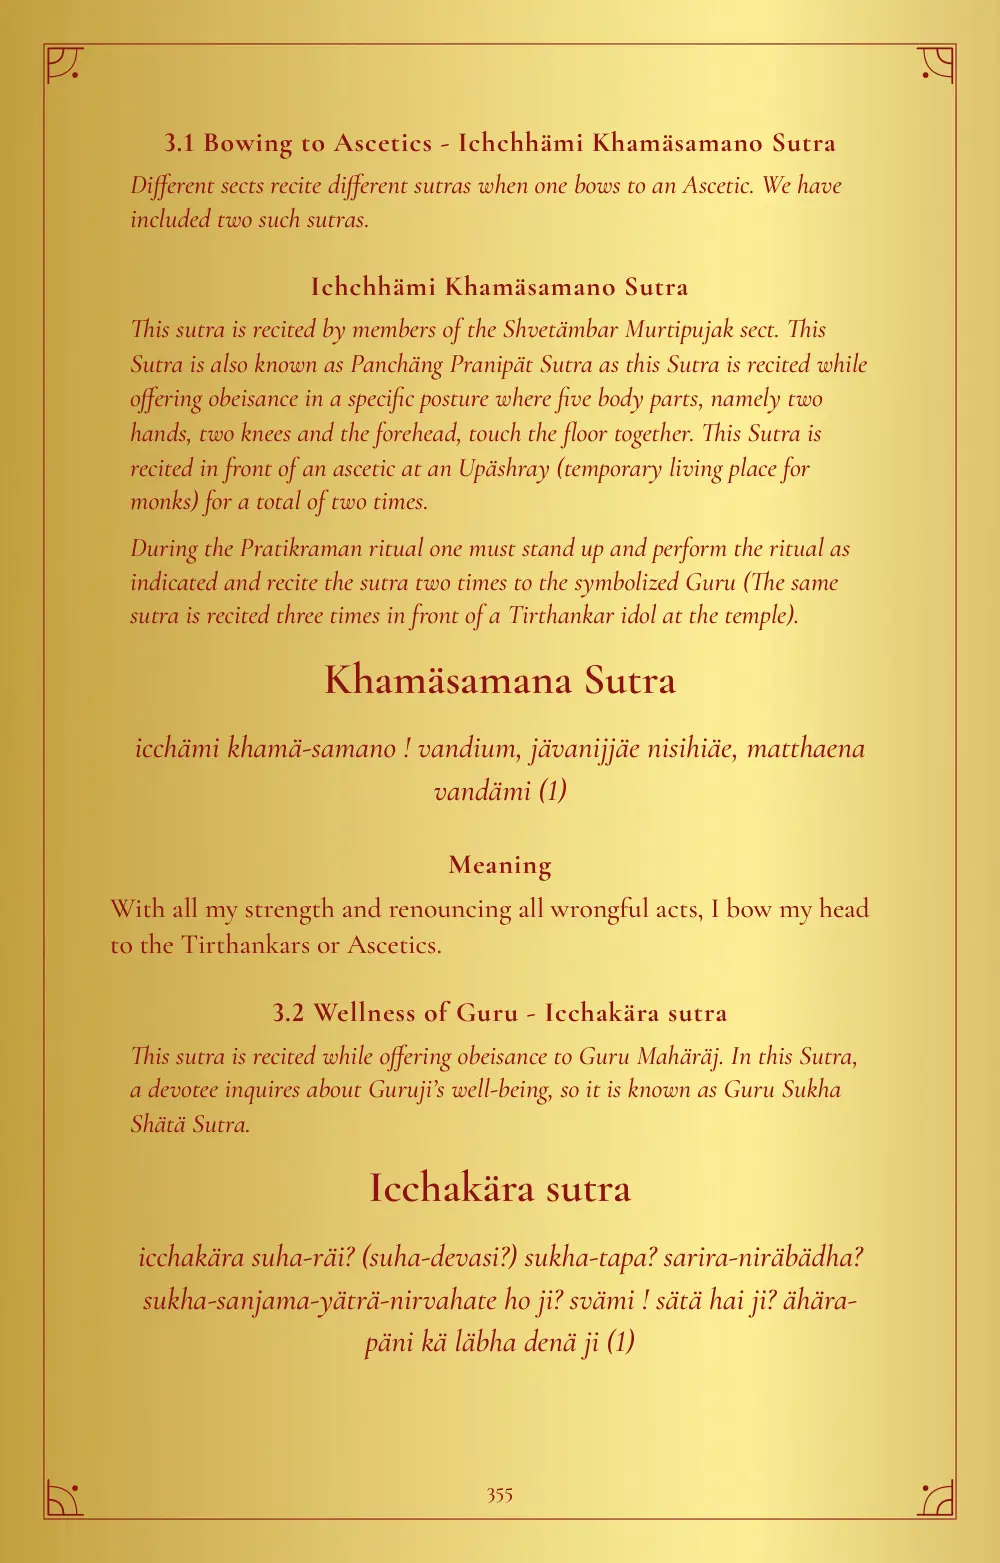 3.1 Bowing to Ascetics - Ichchhämi Khamäsamano Sutra
Different sects recite different sutras when one bows to an Ascetic. We have
included two such sutras.
Ichchhämi Khamäsamano Sutra
This sutra is recited by members of the Shvetämbar Murtipujak sect. This
Sutra is also known as Panchäng Pranipät Sutra as this Sutra is recited while
offering obeisance in a specific posture where five body parts, namely two
hands, two knees and the forehead, touch the floor together. This Sutra is
recited in front of an ascetic at an Upäshray (temporary living place for
monks) for a total of two times.
During the Pratikraman ritual one must stand up and perform the ritual as
indicated and recite the sutra two times to the symbolized Guru (The same
sutra is recited three times in front of a Tirthankar idol at the temple).
Khamäsamana Sutra
icchämi khamä-samano ! vandium, jävanijjäe nisihiäe, matthaena
vandämi (1)
Meaning
With all my strength and renouncing all wrongful acts, I bow my head
to the Tirthankars or Ascetics.
3.2 Wellness of Guru - Icchakära sutra
This sutra is recited while offering obeisance to Guru Mahäräj. In this Sutra,
a devotee inquires about Guruji's well-being, so it is known as Guru Sukha
Shätä Sutra.
Icchakära sutra
icchakära suha-räi? (suha-devasi?) sukha-tapa? sarira-niräbädha?
sukha-sanjama-yäträ-nirvahate ho ji? svämi ! sätä hai ji? ähära-
päni kä läbha denä ji (1)
355